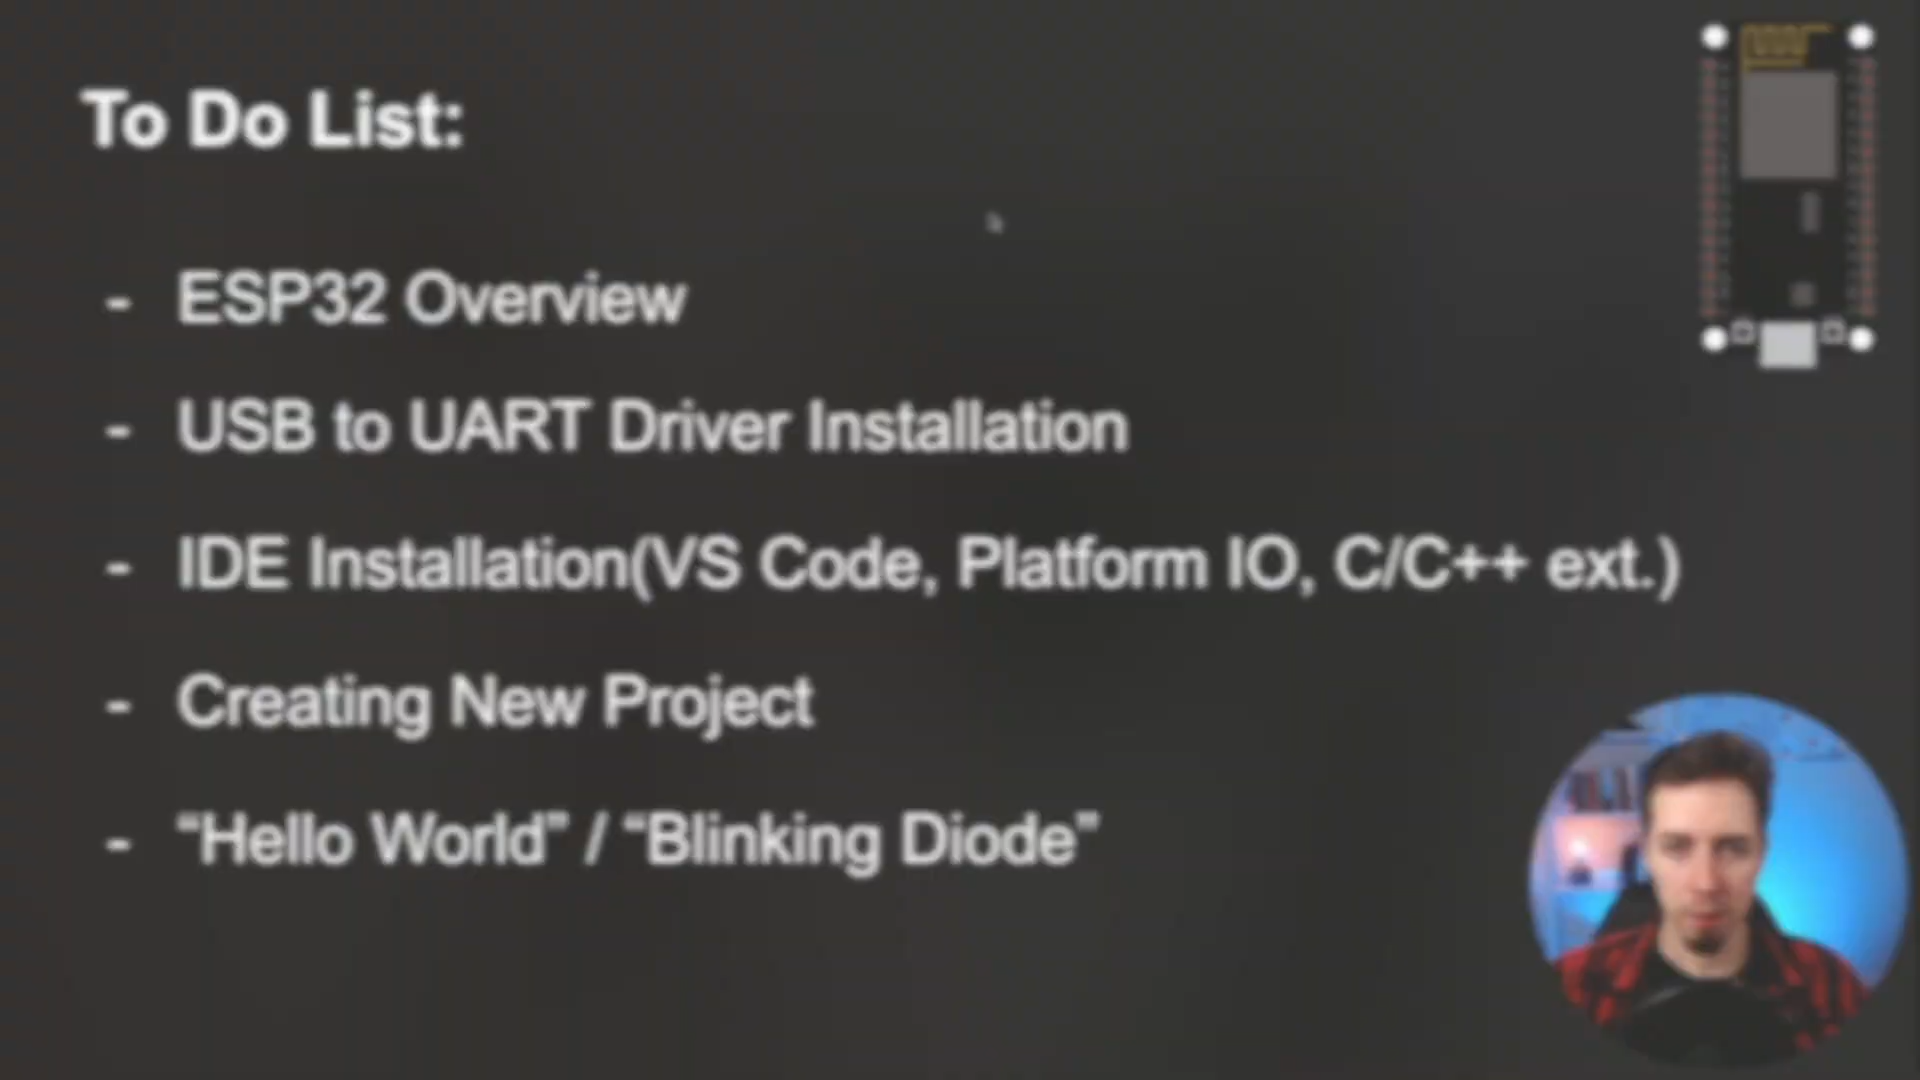 To Do List:
- ESP32 Overview
- USB to UART Driver Installation
- IDE Installation(VS Code, Platform IO, C/C++ ext.)
- Creating New Project
- “Hello World” / “Blinking Diode”